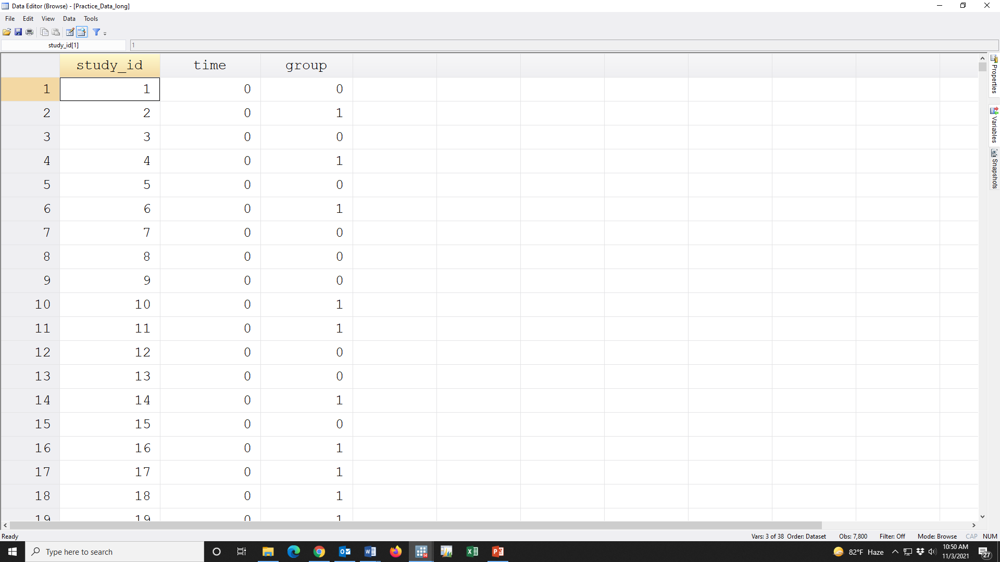 Data Editor (Browse) - [Practice_Data_long]
File Edit View Data Tools
study_id[1] 1
study_id time group
1 1 0 0
2 2 0 1
3 3 0 0
4 4 0 1
5 5 0 0
6 6 0 1
7 7 0 0
8 8 0 0
9 9 0 0
10 10 0 1
11 11 0 1
12 12 0 0
13 13 0 0
14 14 0 1
15 15 0 0
16 16 0 1
17 17 0 1
18 18 0 1
19 19 0 1
Properties
Variables
Snapshots
Ready Vars: 3 of 38 Order: Dataset Obs: 7,800 Filter: Off Mode: Browse CAP NUM
Type here to search 14 82°F Haze 10:50 AM 27
11/3/2021